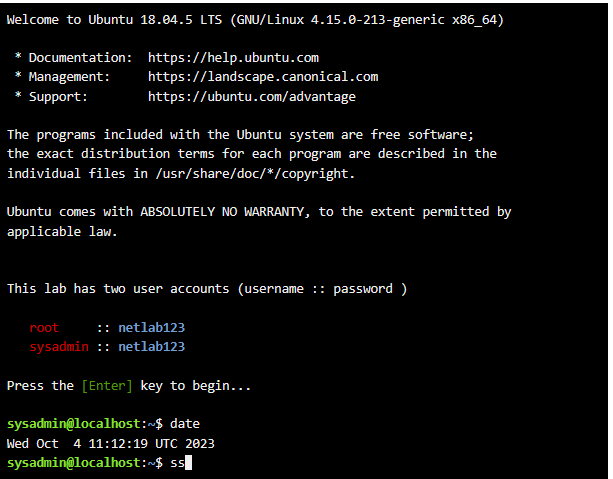 Welcome to Ubuntu 18.04.5 LTS (GNU/Linux 4.15.0-213-generic x86_64)
* Documentation:  https://help.ubuntu.com
* Management:     https://landscape.canonical.com
* Support:        https://ubuntu.com/advantage
The programs included with the Ubuntu system are free software;
the exact distribution terms for each program are described in the
individual files in /usr/share/doc/*/copyright.
Ubuntu comes with ABSOLUTELY NO WARRANTY, to the extent permitted by
applicable law.
This lab has two user accounts (username :: password )
root     :: netlab123
sysadmin :: netlab123
Press the [Enter] key to begin...
sysadmin@localhost:~$ date
Wed Oct  4 11:12:19 UTC 2023
sysadmin@localhost:~$ ss